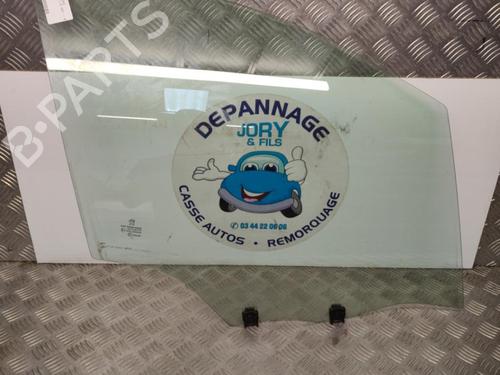 B-PARTS
DEPANNAGE
JORY
& FILS
CASSE AUTOS • REMORQUAGE
✆ 03 44 22 06 06